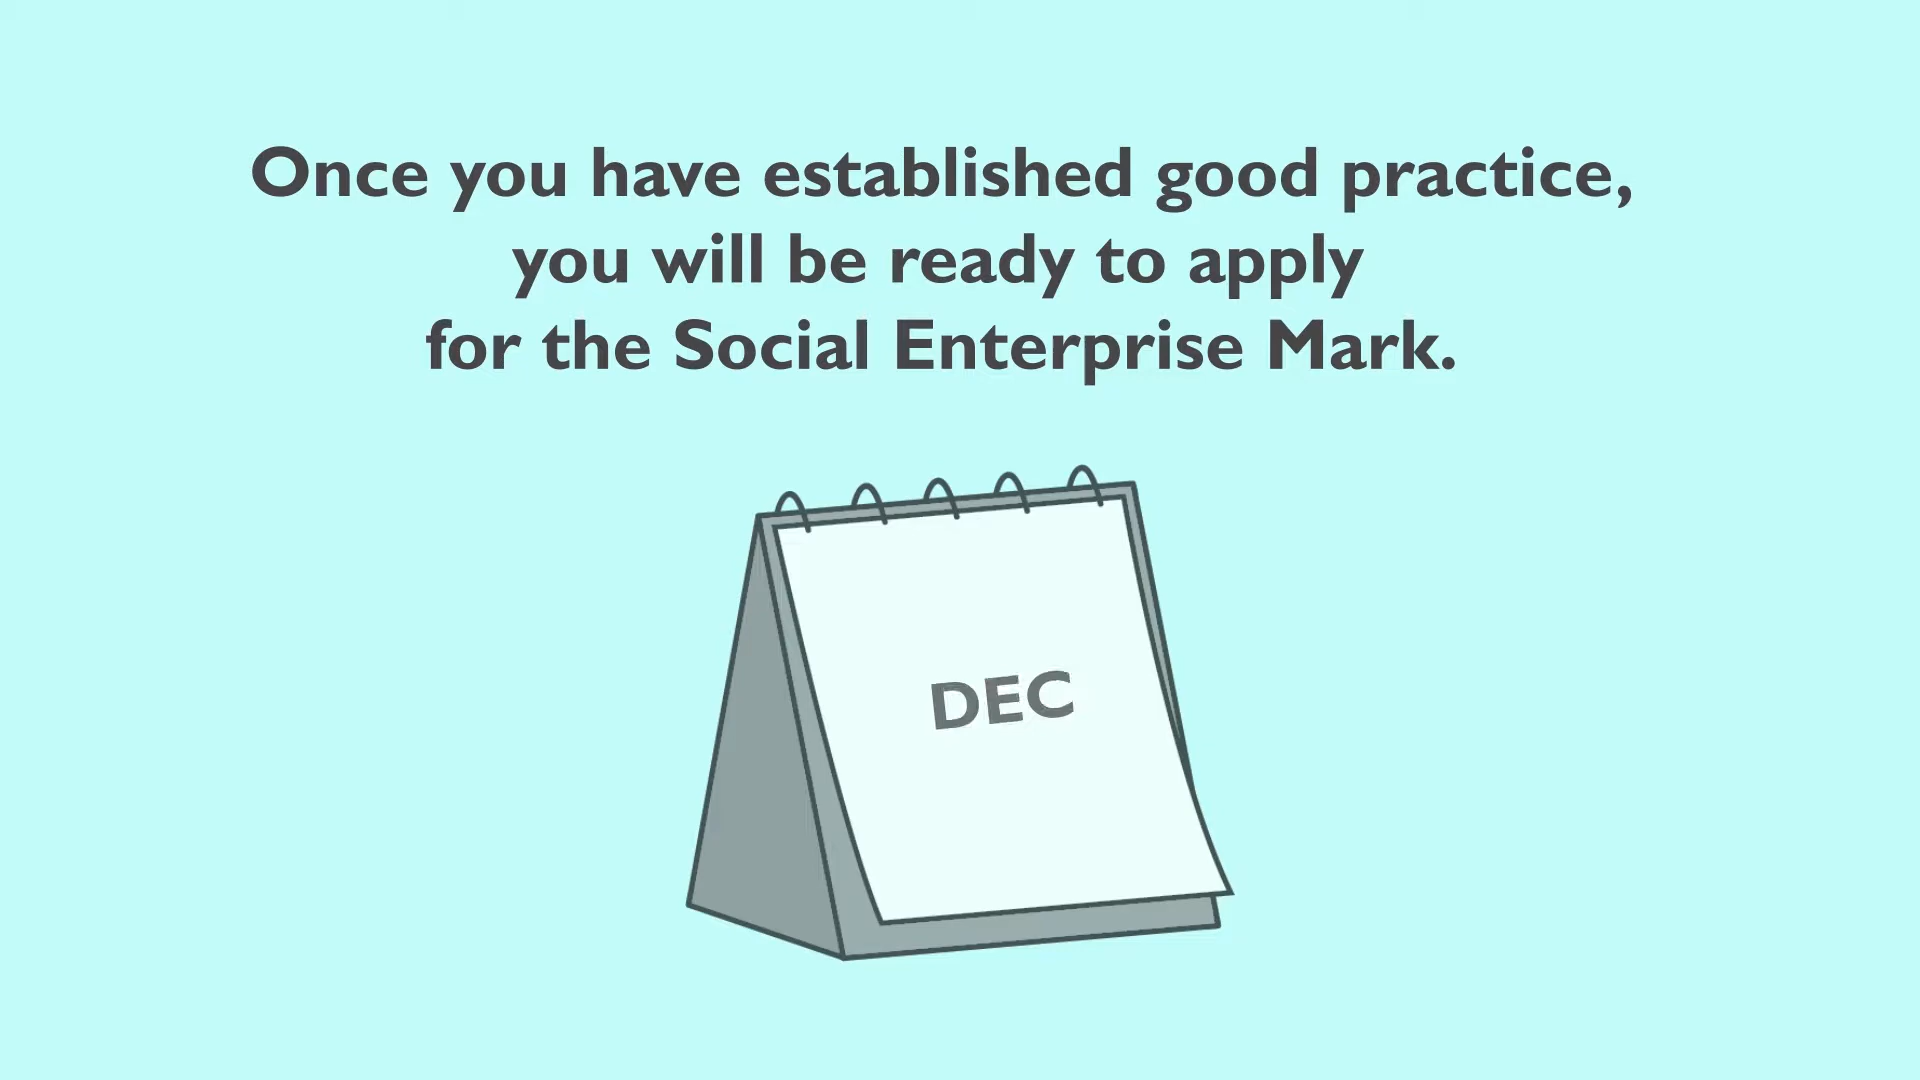 Once you have established good practice,
you will be ready to apply
for the Social Enterprise Mark.
DEC